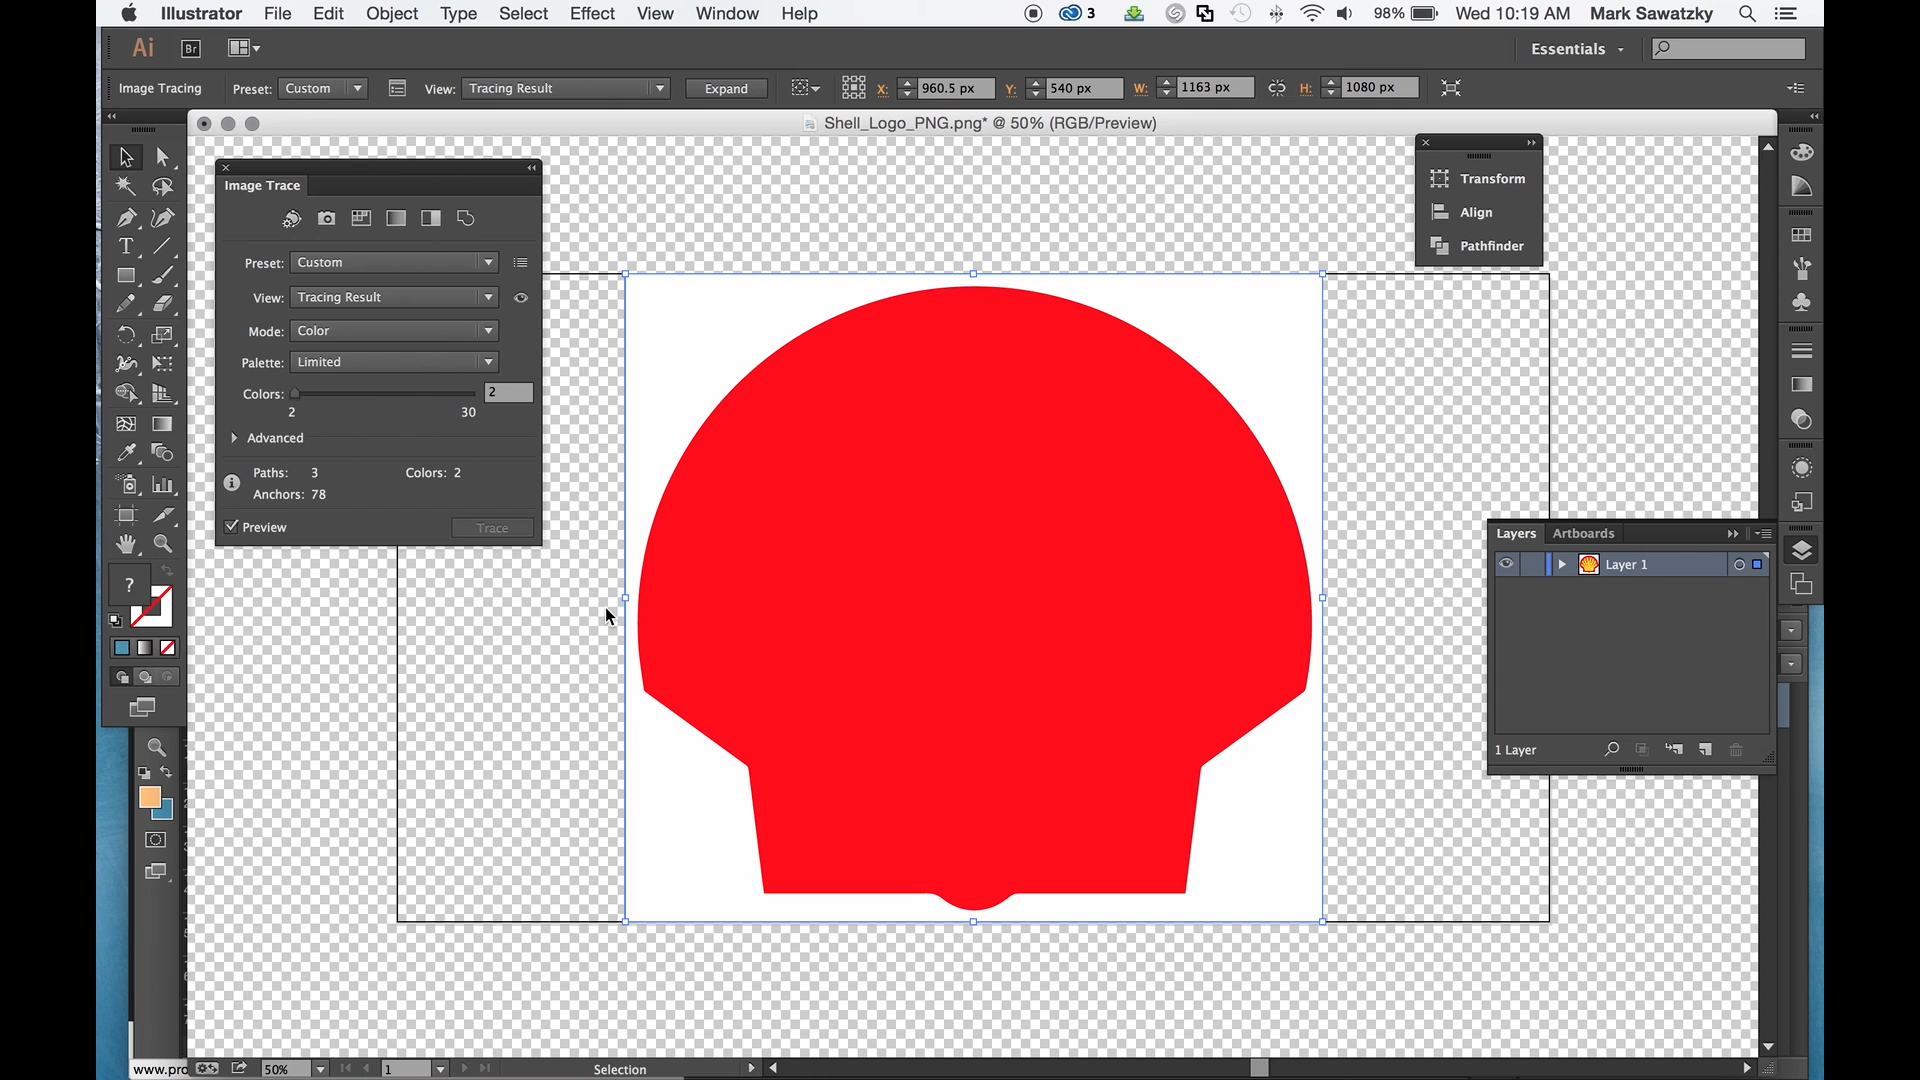 Illustrator File Edit Object Type Select Effect View Window Help 3 98% Wed 10:19 AM Mark Sawatzky
Ai Br Essentials
Image Tracing Preset: Custom View: Tracing Result Expand X: 960.5 px Y: 540 px W: 1163 px H: 1080 px
Shell_Logo_PNG.png* @ 50% (RGB/Preview)
Image Trace
Preset: Custom
View: Tracing Result
Mode: Color
Palette: Limited
Colors: 2
2 30
Advanced
Paths: 3 Colors: 2
Anchors: 78
Preview Trace
Transform
Align
Pathfinder
T
?
Layers Artboards
Layer 1
1 Layer
www.pro 50% 1 Selection